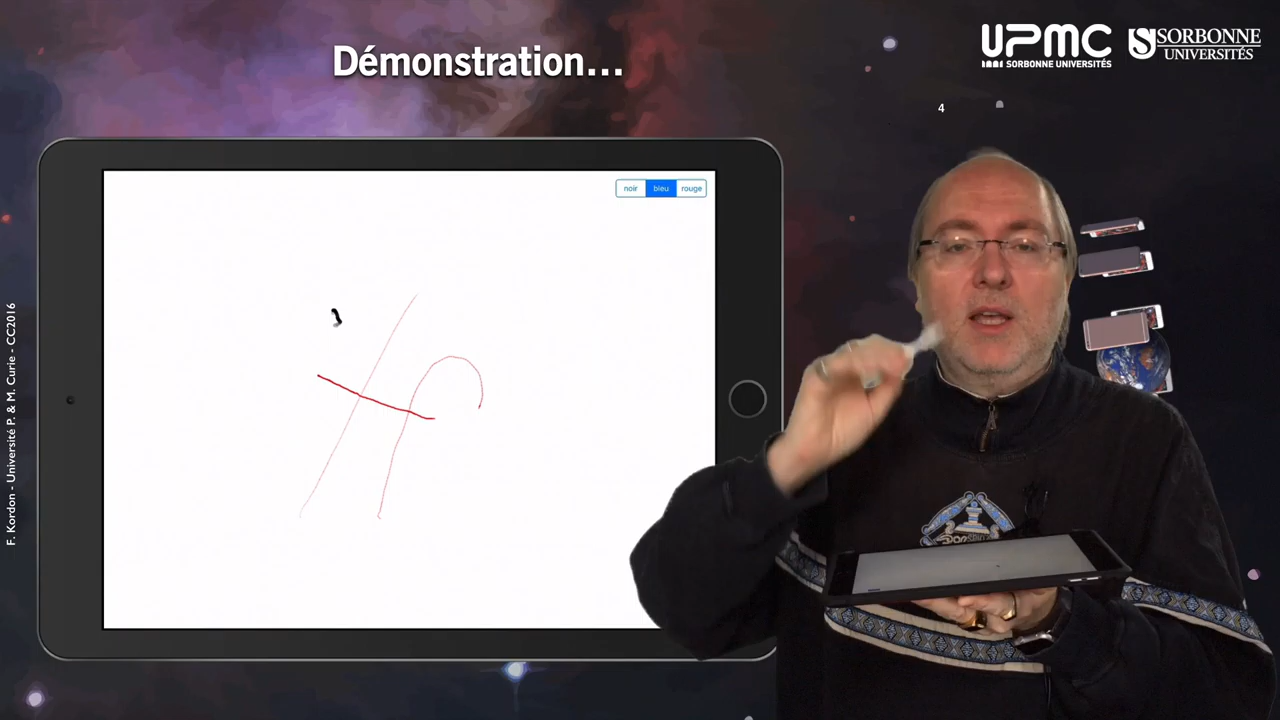 Démonstration...
UPMC
SORBONNE UNIVERSITÉS
SORBONNE
UNIVERSITÉS
4
noir bleu rouge
F. Kordon - Université P. & M. Curie - CC2016